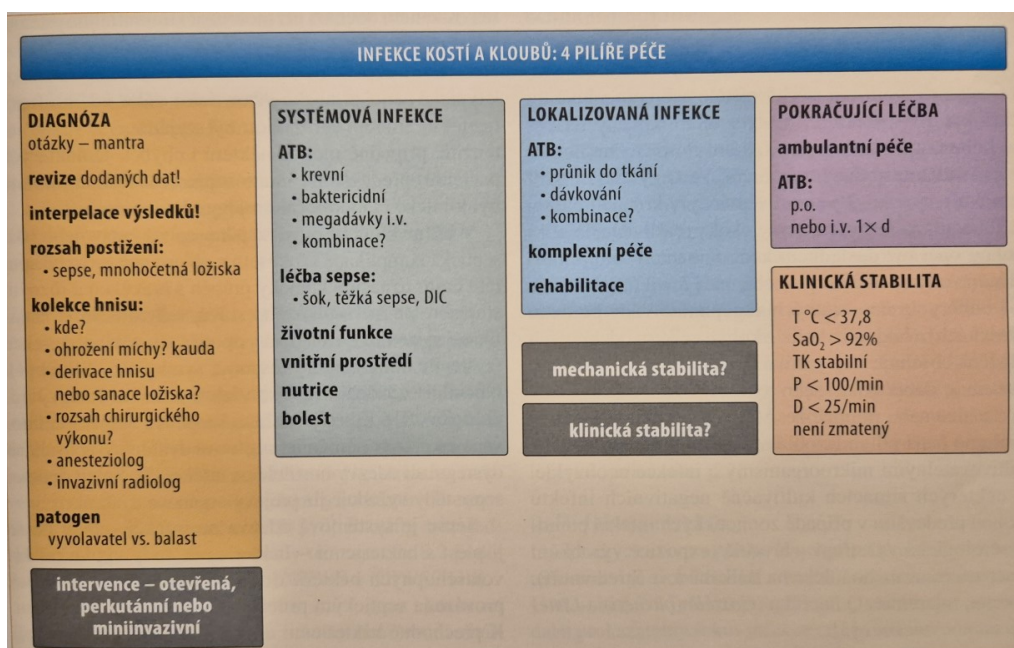 INFEKCE KOSTÍ A KLOUBŮ: 4 PILÍŘE PÉČE
DIAGNÓZA
otázky – mantra
revize dodaných dat!
interpelace výsledků!
rozsah postižení:
• sepse, mnohočetná ložiska
kolekce hnisu:
• kde?
• ohrožení míchy? kauda
• derivace hnisu
nebo sanace ložiska?
• rozsah chirurgického
výkonu?
• anesteziolog
• invazivní radiolog
patogen
vyvolavatel vs. balast
intervence – otevřená,
perkutánní nebo
miniinvazivní
SYSTÉMOVÁ INFEKCE
ATB:
• krevní
• baktericidní
• megadávky i.v.
• kombinace?
léčba sepse:
• šok, těžká sepse, DIC
životní funkce
vnitřní prostředí
nutrice
bolest
LOKALIZOVANÁ INFEKCE
ATB:
• průnik do tkání
• dávkování
• kombinace?
komplexní péče
rehabilitace
mechanická stabilita?
klinická stabilita?
POKRAČUJÍCÍ LÉČBA
ambulantní péče
ATB:
p.o.
nebo i.v. 1× d
KLINICKÁ STABILITA
T °C < 37,8
SaO₂ > 92%
TK stabilní
P < 100/min
D < 25/min
není zmatený